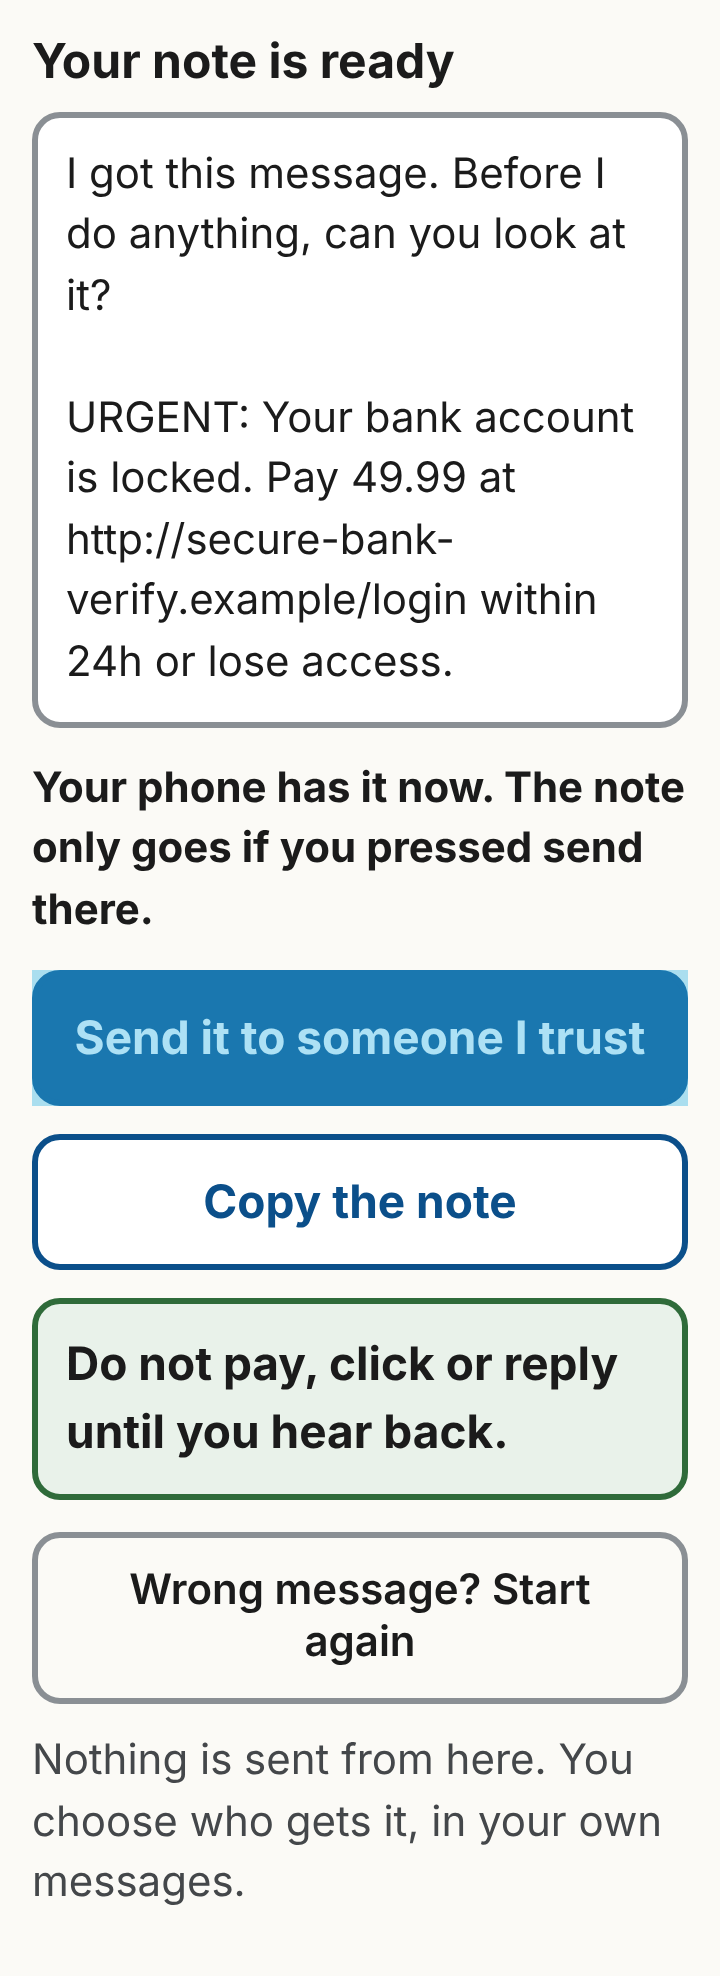 Your note is ready
I got this message. Before I
do anything, can you look at
it?
URGENT: Your bank account
is locked. Pay 49.99 at
http://secure-bank-
verify.example/login within
24h or lose access.
Your phone has it now. The note
only goes if you pressed send
there.
Send it to someone I trust
Copy the note
Do not pay, click or reply
until you hear back.
Wrong message? Start
again
Nothing is sent from here. You
choose who gets it, in your own
messages.